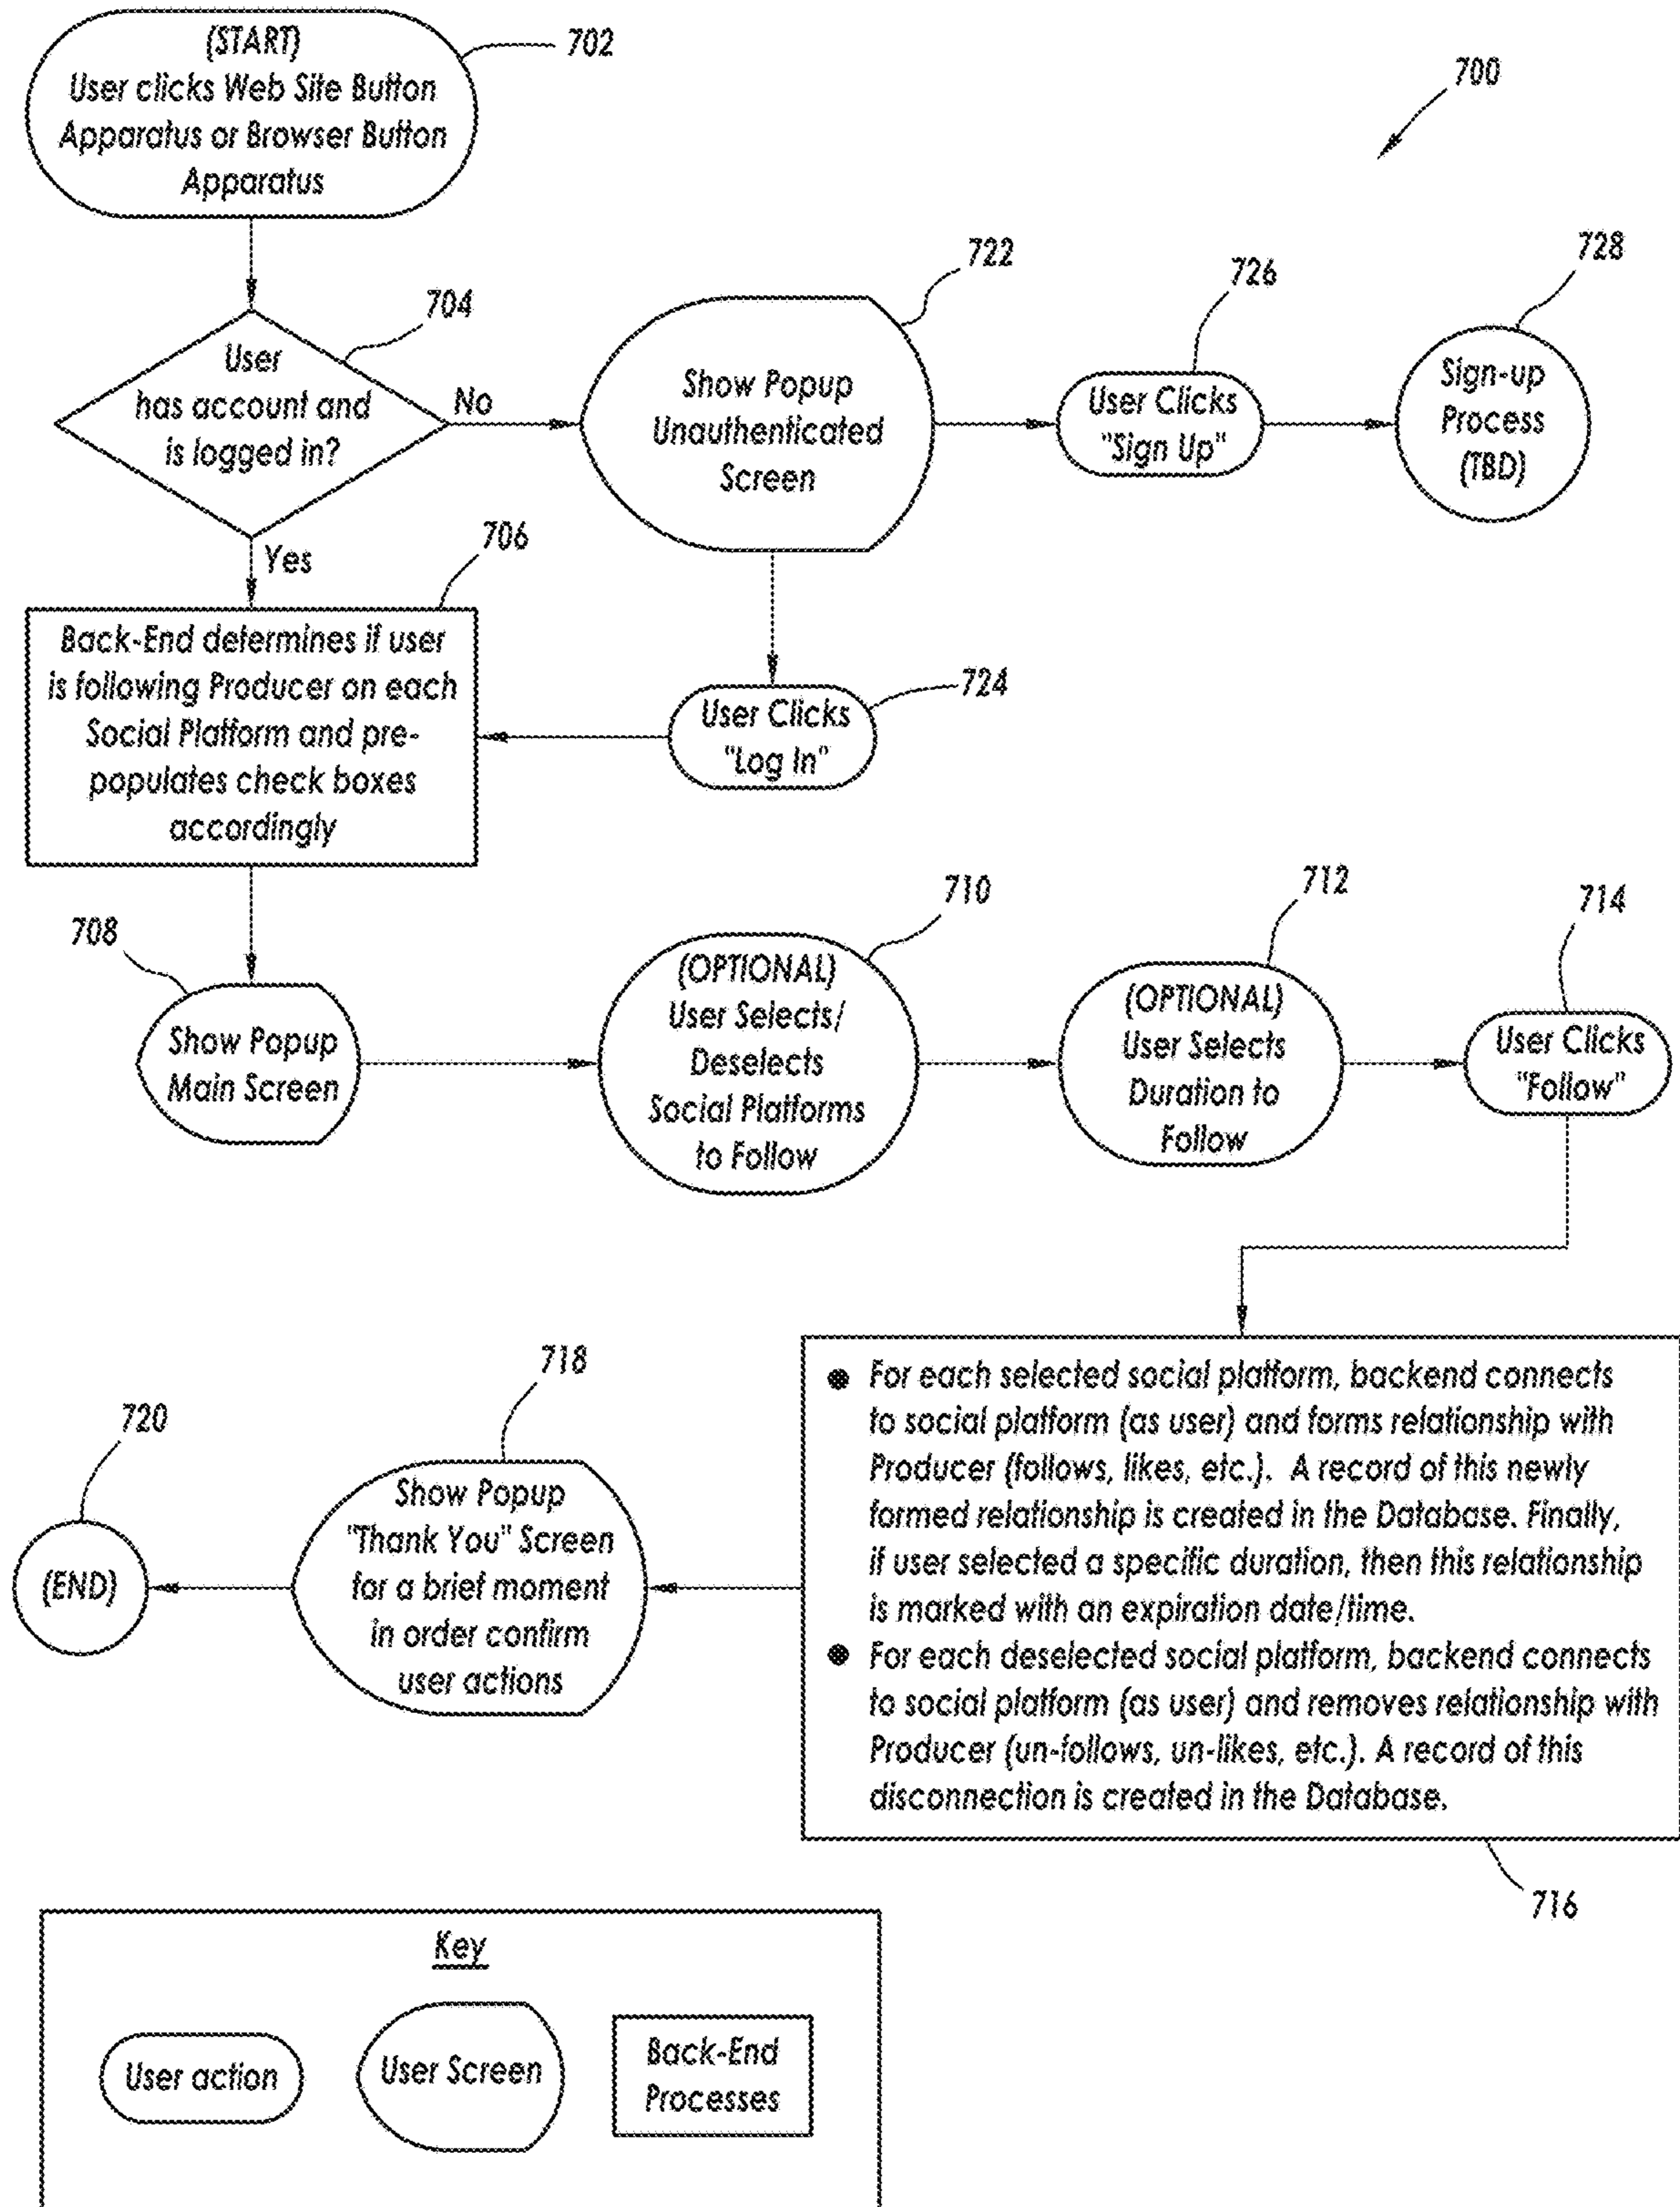 (START)
User clicks Web Site Button
Apparatus or Browser Button
Apparatus
702
700
704
User
has account and
is logged in?
No
Yes
722
Show Popup
Unauthenticated
Screen
726
User Clicks
"Sign Up"
728
Sign-up
Process
(TBD)
706
Back-End determines if user
is following Producer on each
Social Platform and pre-
populates check boxes
accordingly
724
User Clicks
"Log In"
708
Show Popup
Main Screen
710
(OPTIONAL)
User Selects/
Deselects
Social Platforms
to Follow
712
(OPTIONAL)
User Selects
Duration to
Follow
714
User Clicks
"Follow"
● For each selected social platform, backend connects
to social platform (as user) and forms relationship with
Producer (follows, likes, etc.). A record of this newly
formed relationship is created in the Database. Finally,
if user selected a specific duration, then this relationship
is marked with an expiration date/time.
● For each deselected social platform, backend connects
to social platform (as user) and removes relationship with
Producer (un-follows, un-likes, etc.). A record of this
disconnection is created in the Database.
716
718
Show Popup
"Thank You" Screen
for a brief moment
in order confirm
user actions
720
(END)
Key
User action
User Screen
Back-End
Processes